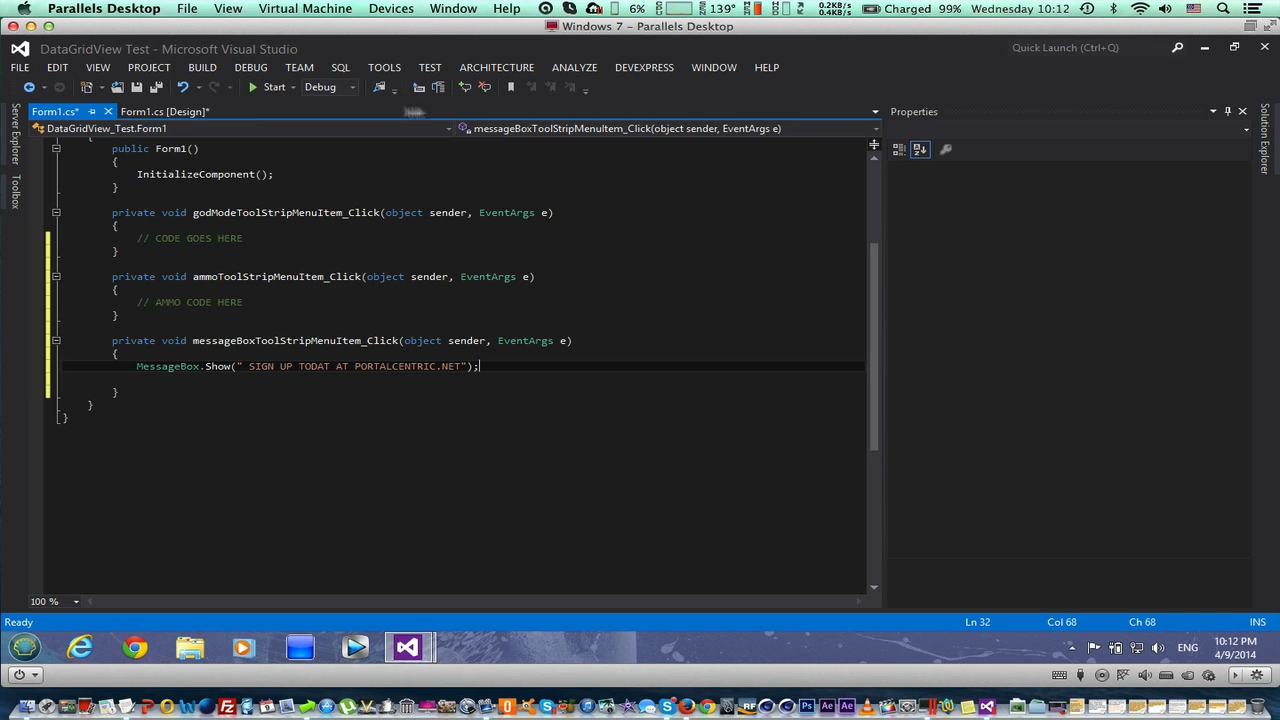 Parallels Desktop File View Virtual Machine Devices Window Help 6% 139° 0.2KB/s 0.4KB/s Charged 99% Wednesday 10:12
Windows 7 – Parallels Desktop
DataGridView Test - Microsoft Visual Studio Quick Launch (Ctrl+Q)
FILE EDIT VIEW PROJECT BUILD DEBUG TEAM SQL TOOLS TEST ARCHITECTURE ANALYZE DEVEXPRESS WINDOW HELP
Start Debug
Form1.cs* Form1.cs [Design]* Properties
DataGridView_Test.Form1 messageBoxToolStripMenuItem_Click(object sender, EventArgs e)
Server Explorer
Toolbox
Solution Explorer
public Form1()
{
InitializeComponent();
}
private void godModeToolStripMenuItem_Click(object sender, EventArgs e)
{
// CODE GOES HERE
}
private void ammoToolStripMenuItem_Click(object sender, EventArgs e)
{
// AMMO CODE HERE
}
private void messageBoxToolStripMenuItem_Click(object sender, EventArgs e)
{
MessageBox.Show(" SIGN UP TODAT AT PORTALCENTRIC.NET");
}
}
}
100 %
Ready Ln 32 Col 68 Ch 68 INS
ENG 10:12 PM
4/9/2014